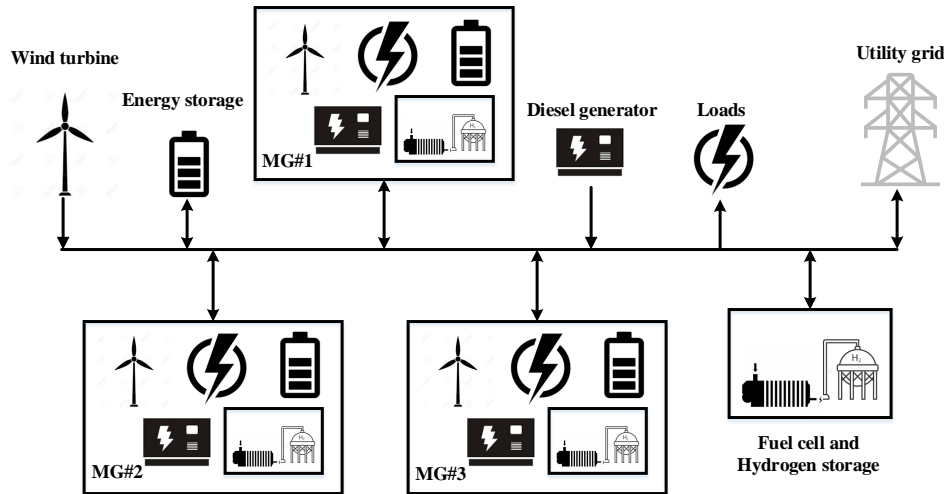 Wind turbine
Energy storage
MG#1
Diesel generator
Loads
Utility grid
MG#2
MG#3
H2
Fuel cell and
Hydrogen storage